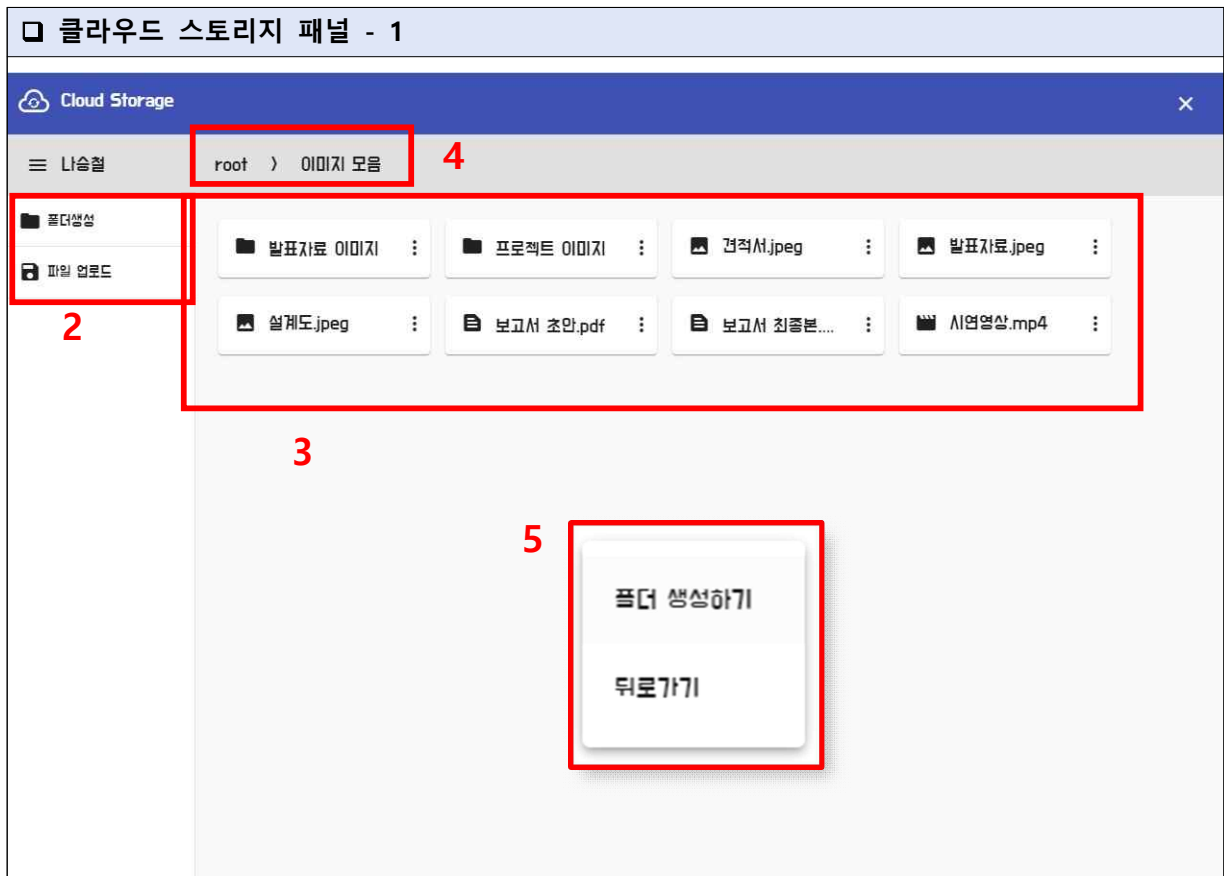 ❑ 클라우드 스토리지 패널 - 1
Cloud Storage ×
나승철 root 〉 이미지 모음 4
폴더생성
파일 업로드
2
발표자료 이미지 프로젝트 이미지 견적서.jpeg 발표자료.jpeg
설계도.jpeg 보고서 초안.pdf 보고서 최종본.... 시연영상.mp4
3
5
폴더 생성하기
뒤로가기